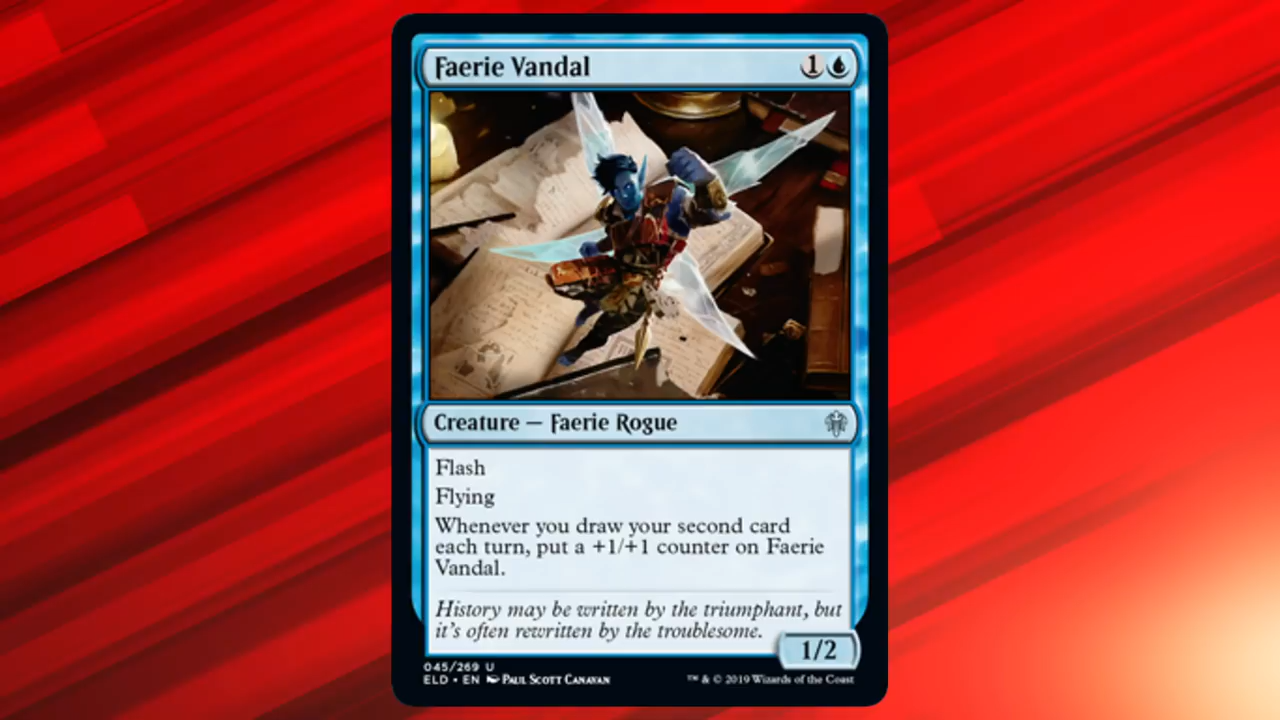 Faerie Vandal 1
Creature — Faerie Rogue
Flash
Flying
Whenever you draw your second card
each turn, put a +1/+1 counter on Faerie
Vandal.
History may be written by the triumphant, but
it's often rewritten by the troublesome.
1/2
045/269 U
ELD • EN Paul Scott Canavan
™ & © 2019 Wizards of the Coast